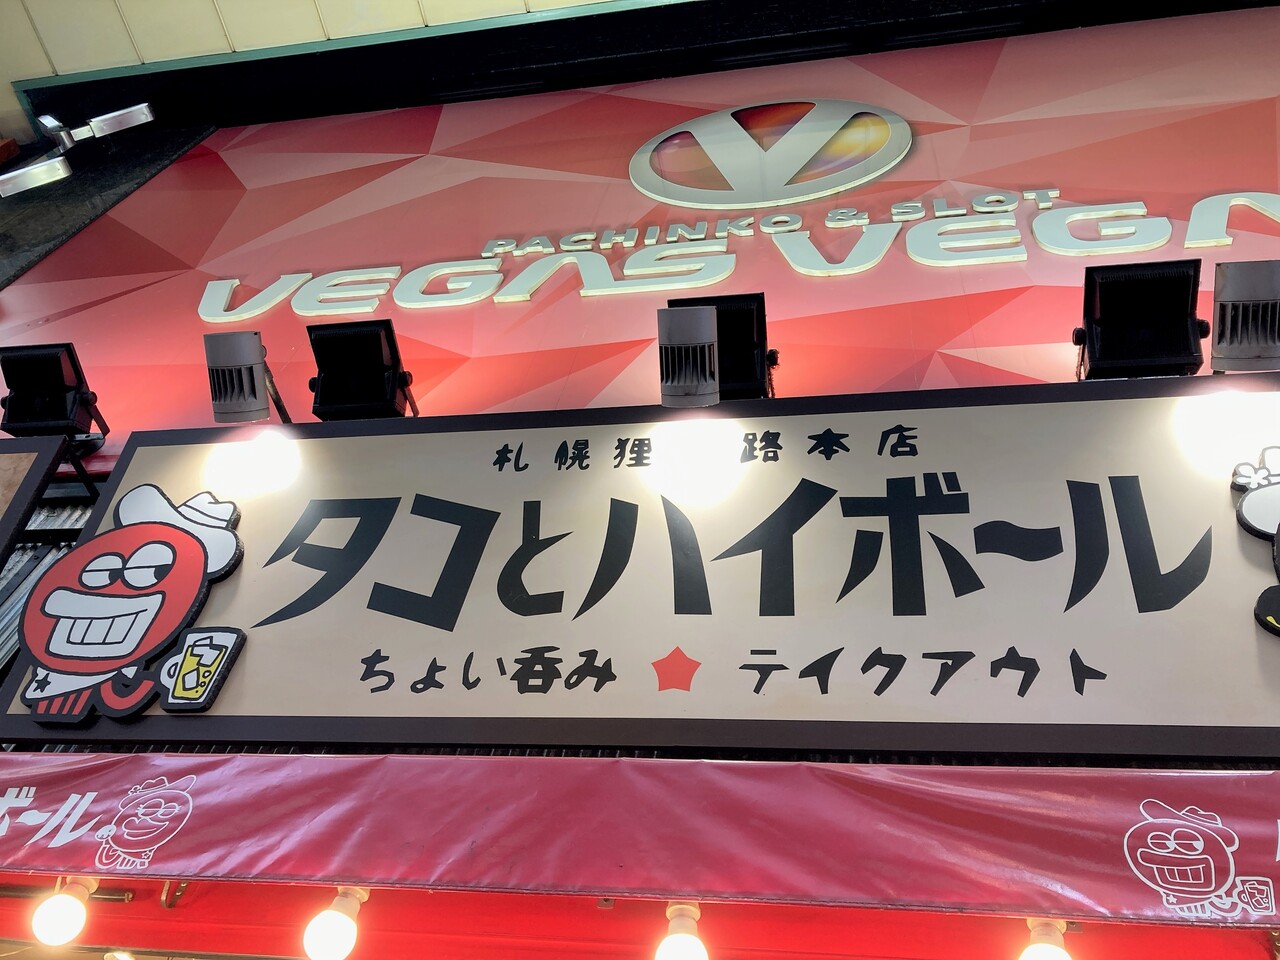 PACHINKO & SLOT
VEGAS VEGA
札幌狸 路本店
タコとハイボ〜ル
ちょい呑み★テイクアウト
ボ〜ル